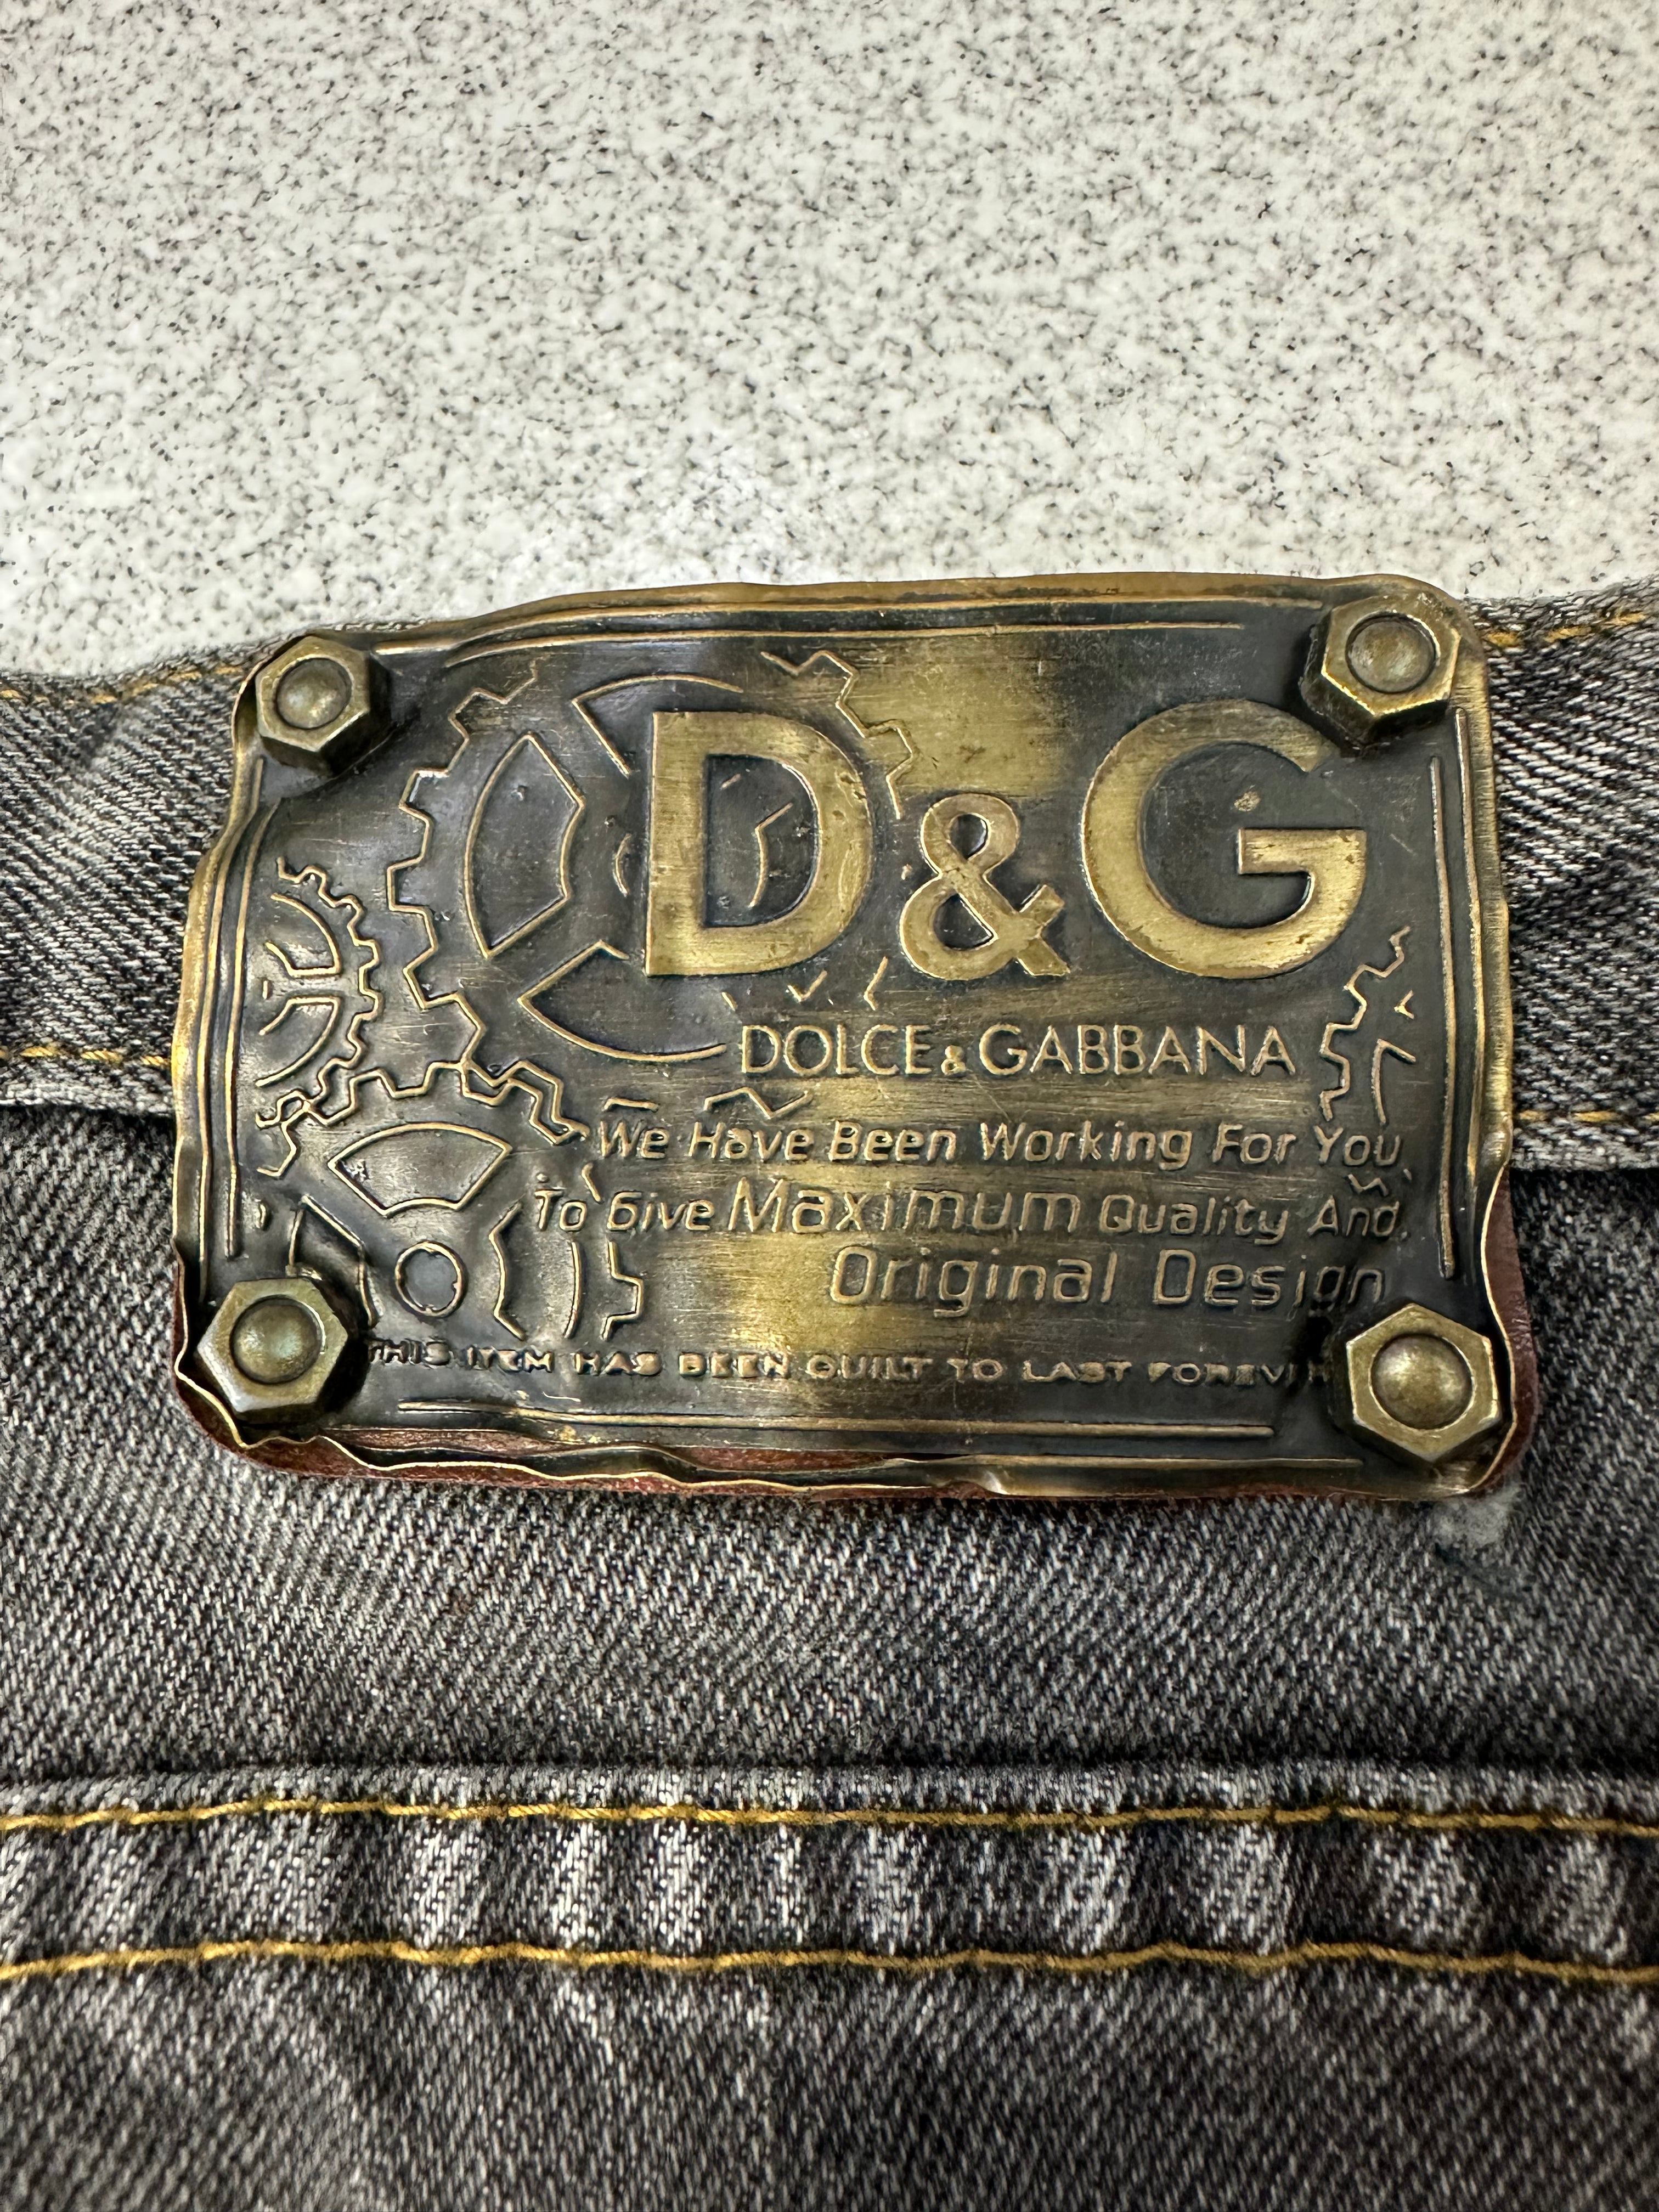 D&G
DOLCE & GABBANA
We Have Been Working For You
To Give Maximum Quality And.
Original Design
THIS ITEM HAS BEEN QUILT TO LAST